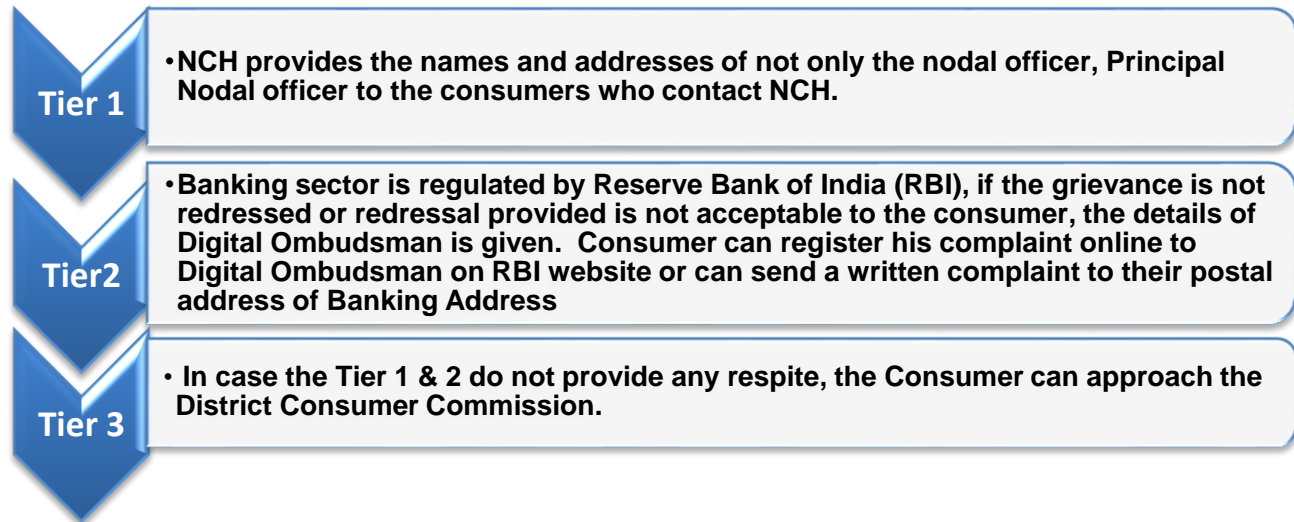 Tier 1
•NCH provides the names and addresses of not only the nodal officer, Principal
Nodal officer to the consumers who contact NCH.
Tier2
•Banking sector is regulated by Reserve Bank of India (RBI), if the grievance is not
redressed or redressal provided is not acceptable to the consumer, the details of
Digital Ombudsman is given. Consumer can register his complaint online to
Digital Ombudsman on RBI website or can send a written complaint to their postal
address of Banking Address
Tier 3
• In case the Tier 1 & 2 do not provide any respite, the Consumer can approach the
District Consumer Commission.